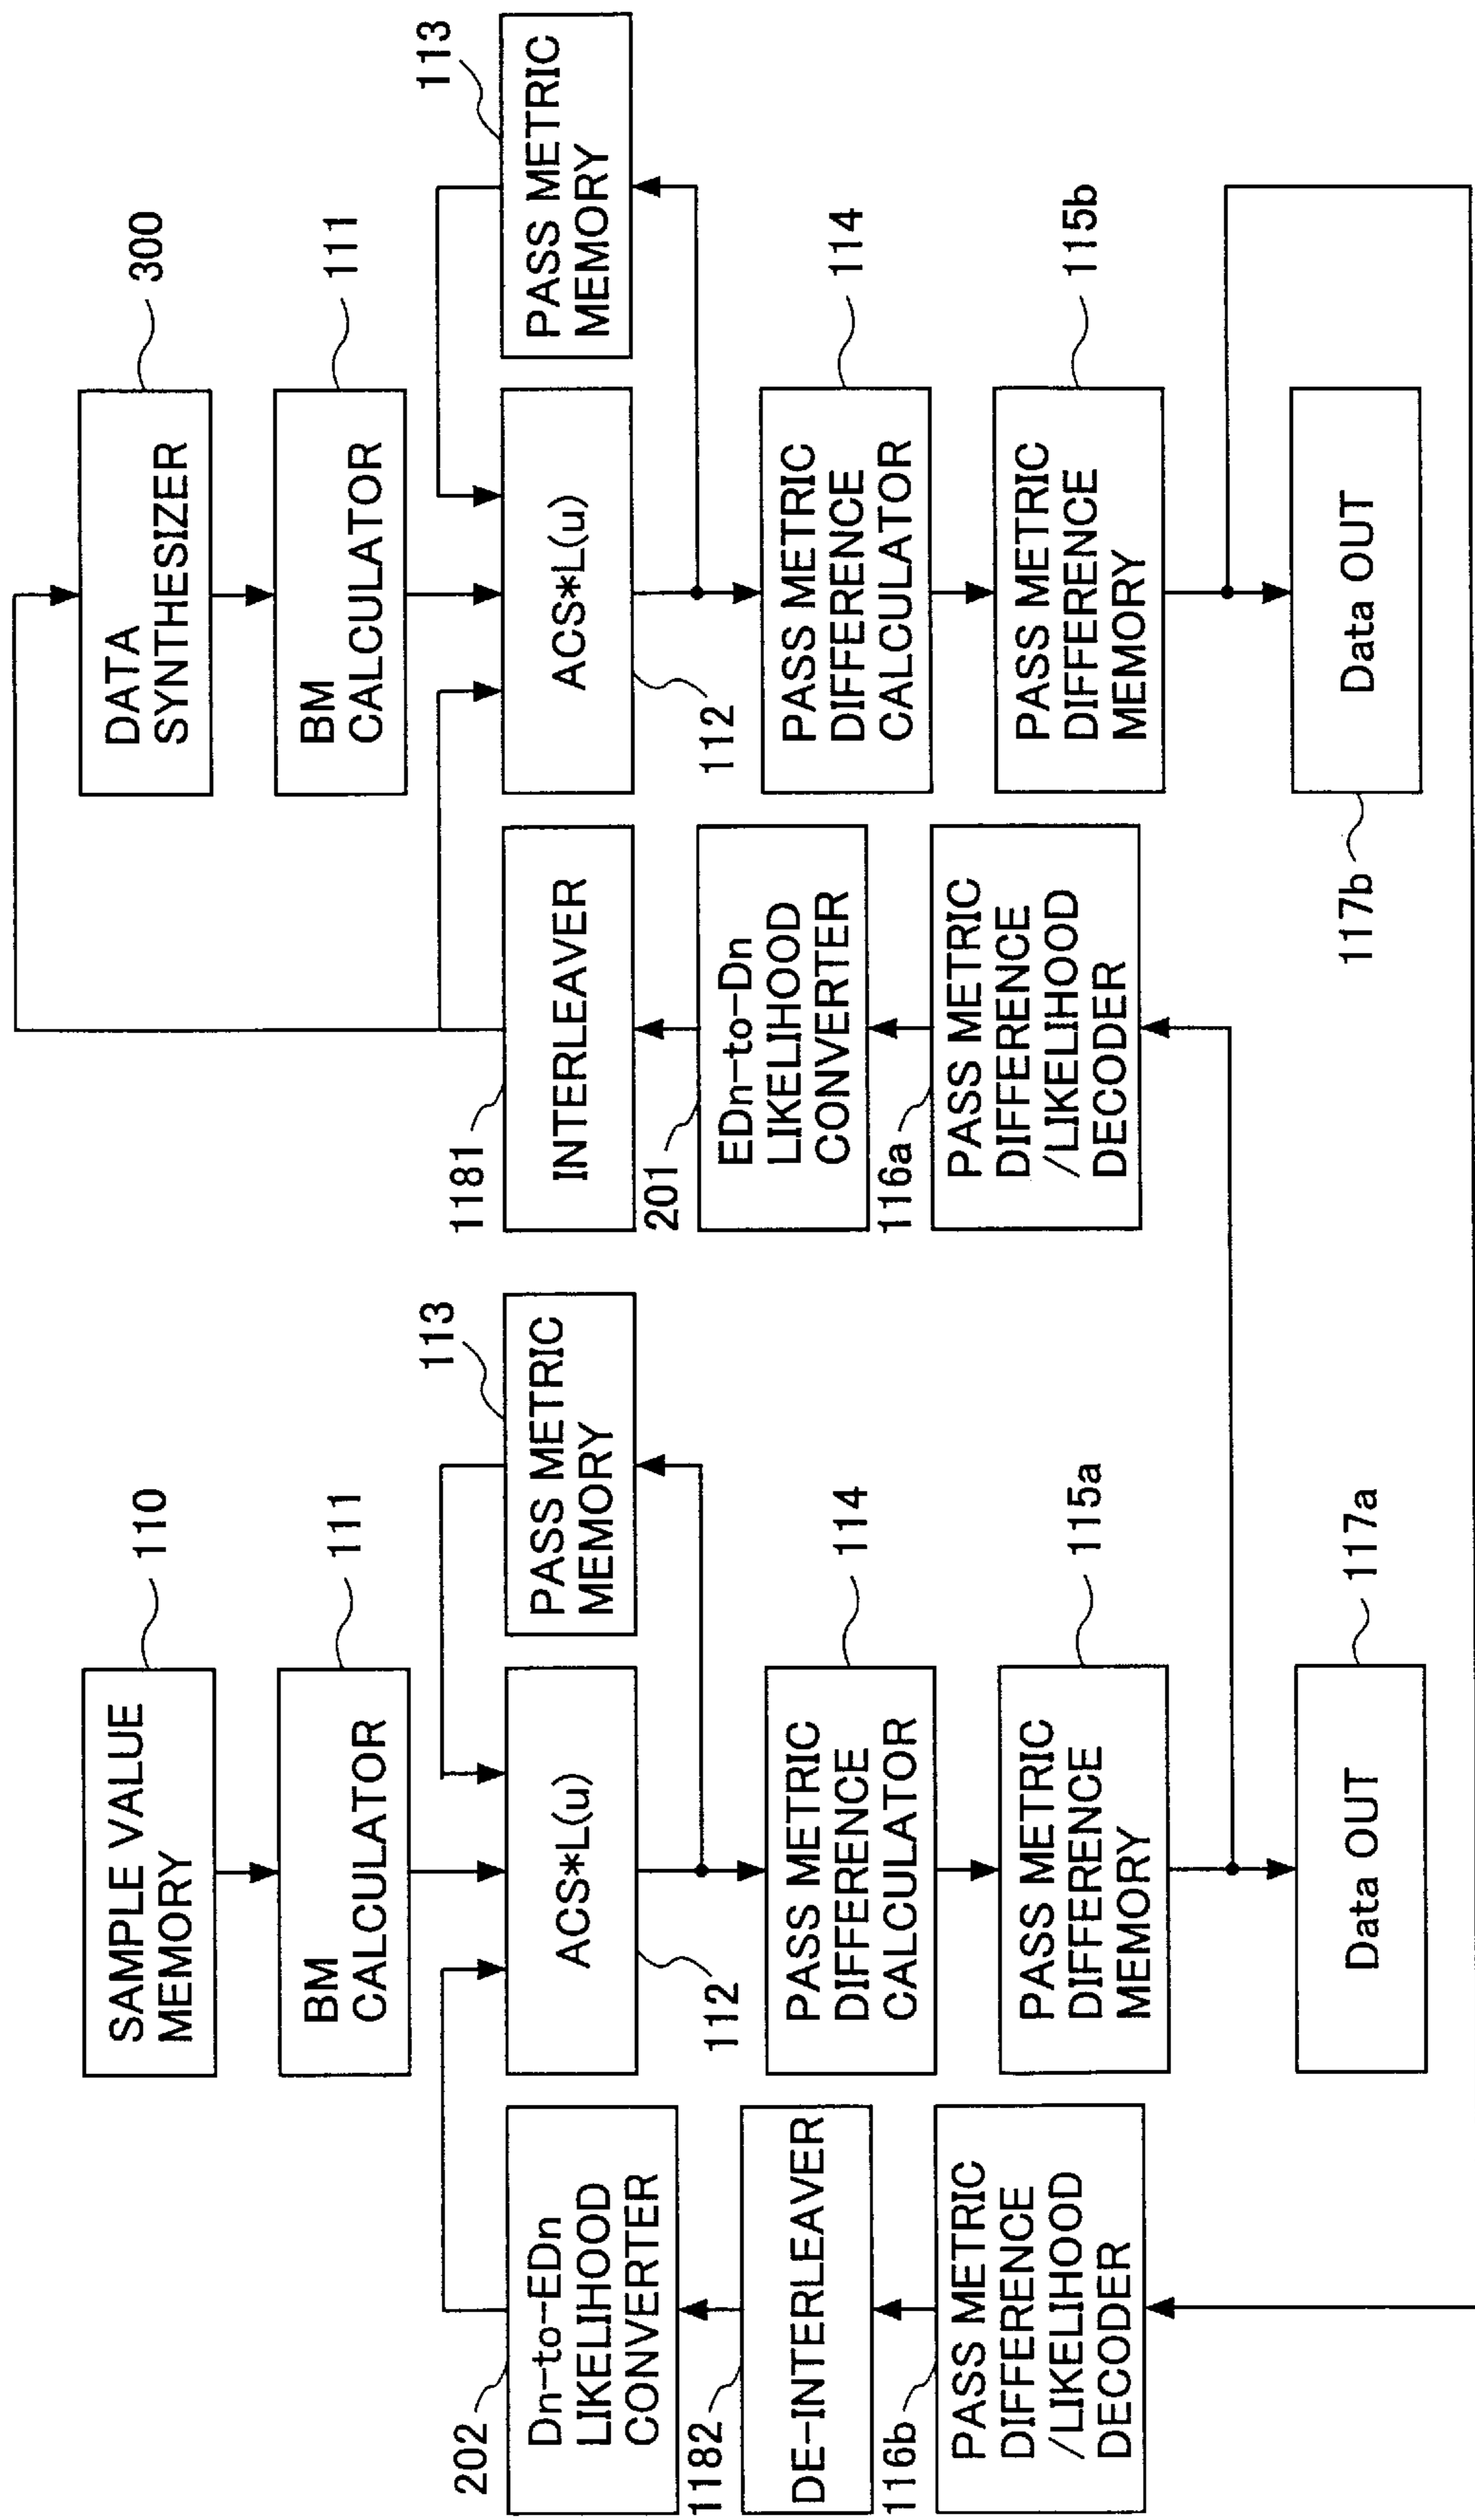 202
Dn-to-EDn
LIKELIHOOD
CONVERTER
1182
DE-INTERLEAVER
116b
PASS METRIC
DIFFERENCE
/LIKELIHOOD
DECODER
SAMPLE VALUE
MEMORY
110
BM
CALCULATOR
111
ACS*L(u)
112
PASS METRIC
MEMORY
113
PASS METRIC
DIFFERENCE
CALCULATOR
114
PASS METRIC
DIFFERENCE
MEMORY
115a
Data OUT
117a
1181
INTERLEAVER
201
EDn-to-Dn
LIKELIHOOD
CONVERTER
116a
PASS METRIC
DIFFERENCE
/LIKELIHOOD
DECODER
DATA
SYNTHESIZER
300
BM
CALCULATOR
111
ACS*L(u)
112
PASS METRIC
MEMORY
113
PASS METRIC
DIFFERENCE
CALCULATOR
114
PASS METRIC
DIFFERENCE
MEMORY
115b
Data OUT
117b